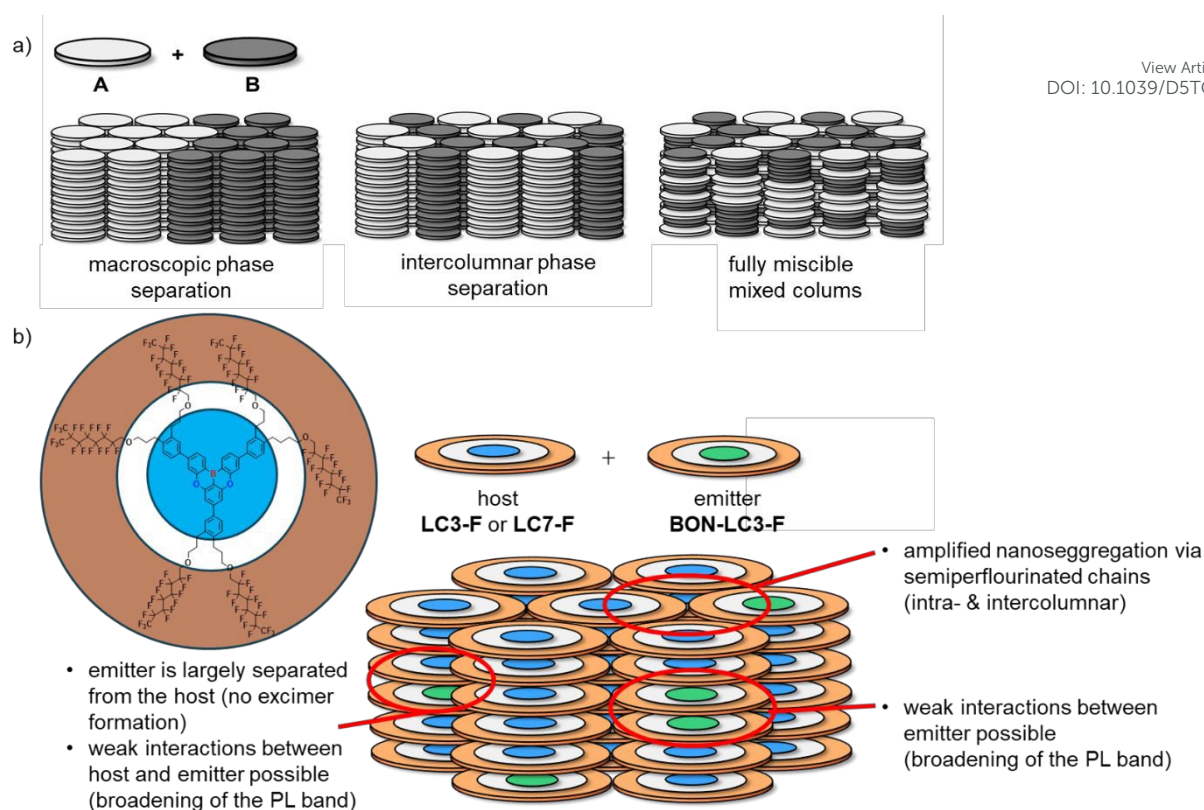 a)
+
A
B
View Arti
DOI: 10.1039/D5TC
macroscopic phase
separation
intercolumnar phase
separation
fully miscible
mixed colums
b)
host
LC3-F or LC7-F
+
emitter
BON-LC3-F
• amplified nanoseggregation via
semiperflourinated chains
(intra- & intercolumnar)
• emitter is largely separated
from the host (no excimer
formation)
• weak interactions between
host and emitter possible
(broadening of the PL band)
• weak interactions between
emitter possible
(broadening of the PL band)